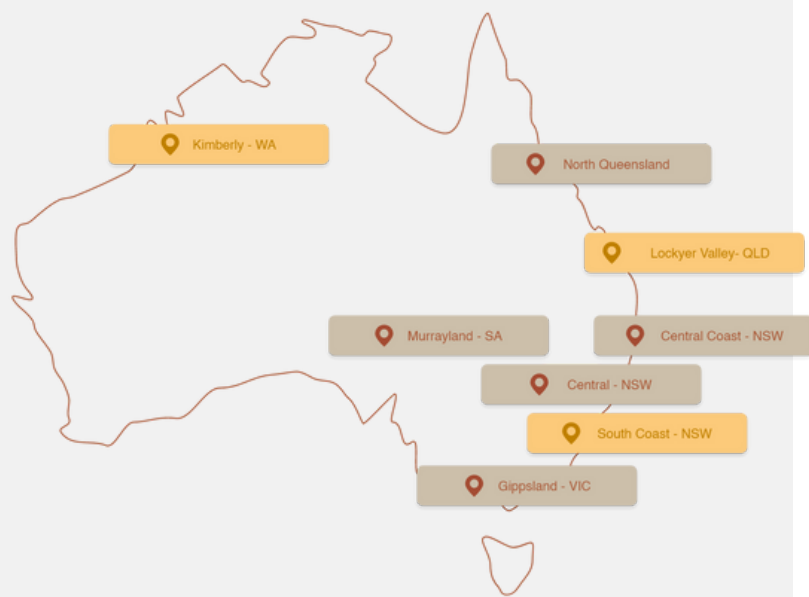 Kimberly - WA
North Queensland
Lockyer Valley- QLD
Murrayland - SA
Central Coast - NSW
Central - NSW
South Coast - NSW
Gippsland - VIC